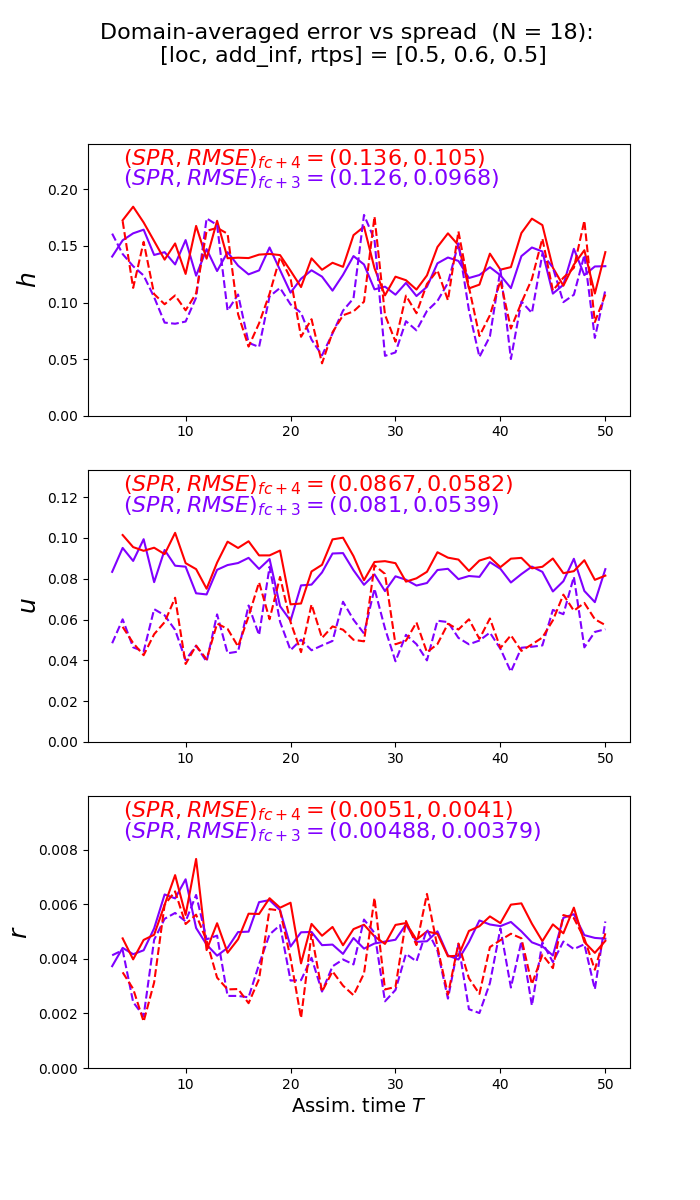 Domain-averaged error vs spread (N = 18):
[loc, add_inf, rtps] = [0.5, 0.6, 0.5]
(SPR, RMSE)fc+4 = (0.136, 0.105)
(SPR, RMSE)fc+3 = (0.126, 0.0968)
0.20
0.15
0.10
0.05
0.00
h
10 20 30 40 50
(SPR, RMSE)fc+4 = (0.0867, 0.0582)
(SPR, RMSE)fc+3 = (0.081, 0.0539)
0.12
0.10
0.08
0.06
0.04
0.02
0.00
u
10 20 30 40 50
(SPR, RMSE)fc+4 = (0.0051, 0.0041)
(SPR, RMSE)fc+3 = (0.00488, 0.00379)
0.008
0.006
0.004
0.002
0.000
r
10 20 30 40 50
Assim. time T